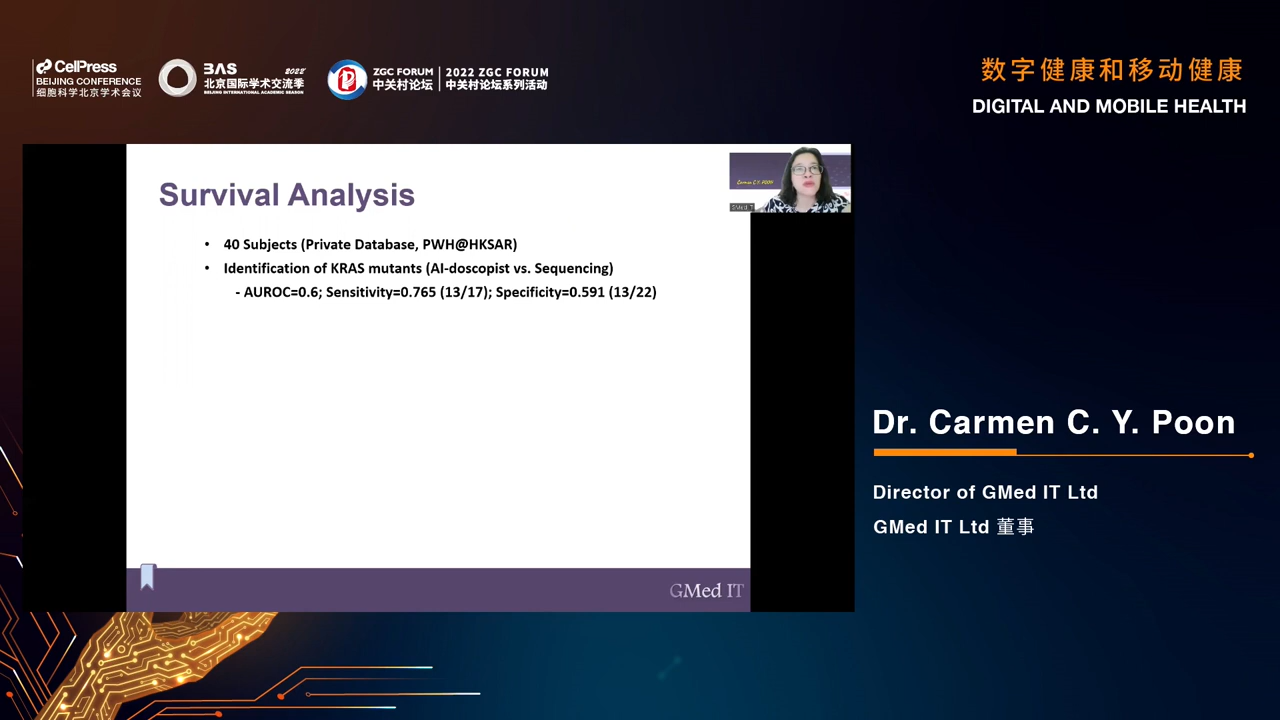 CelPress
BEIJING CONFERENCE
细胞科学北京学术会议
BAS 2022
北京国际学术交流季
BEIJING INTERNATIONAL ACADEMIC SEASON
ZGC FORUM
中关村论坛
2022 ZGC FORUM
中关村论坛系列活动
数字健康和移动健康
DIGITAL AND MOBILE HEALTH
Survival Analysis
• 40 Subjects (Private Database, PWH@HKSAR)
• Identification of KRAS mutants (AI-doscopist vs. Sequencing)
- AUROC=0.6; Sensitivity=0.765 (13/17); Specificity=0.591 (13/22)
Carmen C.Y. POON
GMed IT
GMed IT
Dr. Carmen C. Y. Poon
Director of GMed IT Ltd
GMed IT Ltd 董事